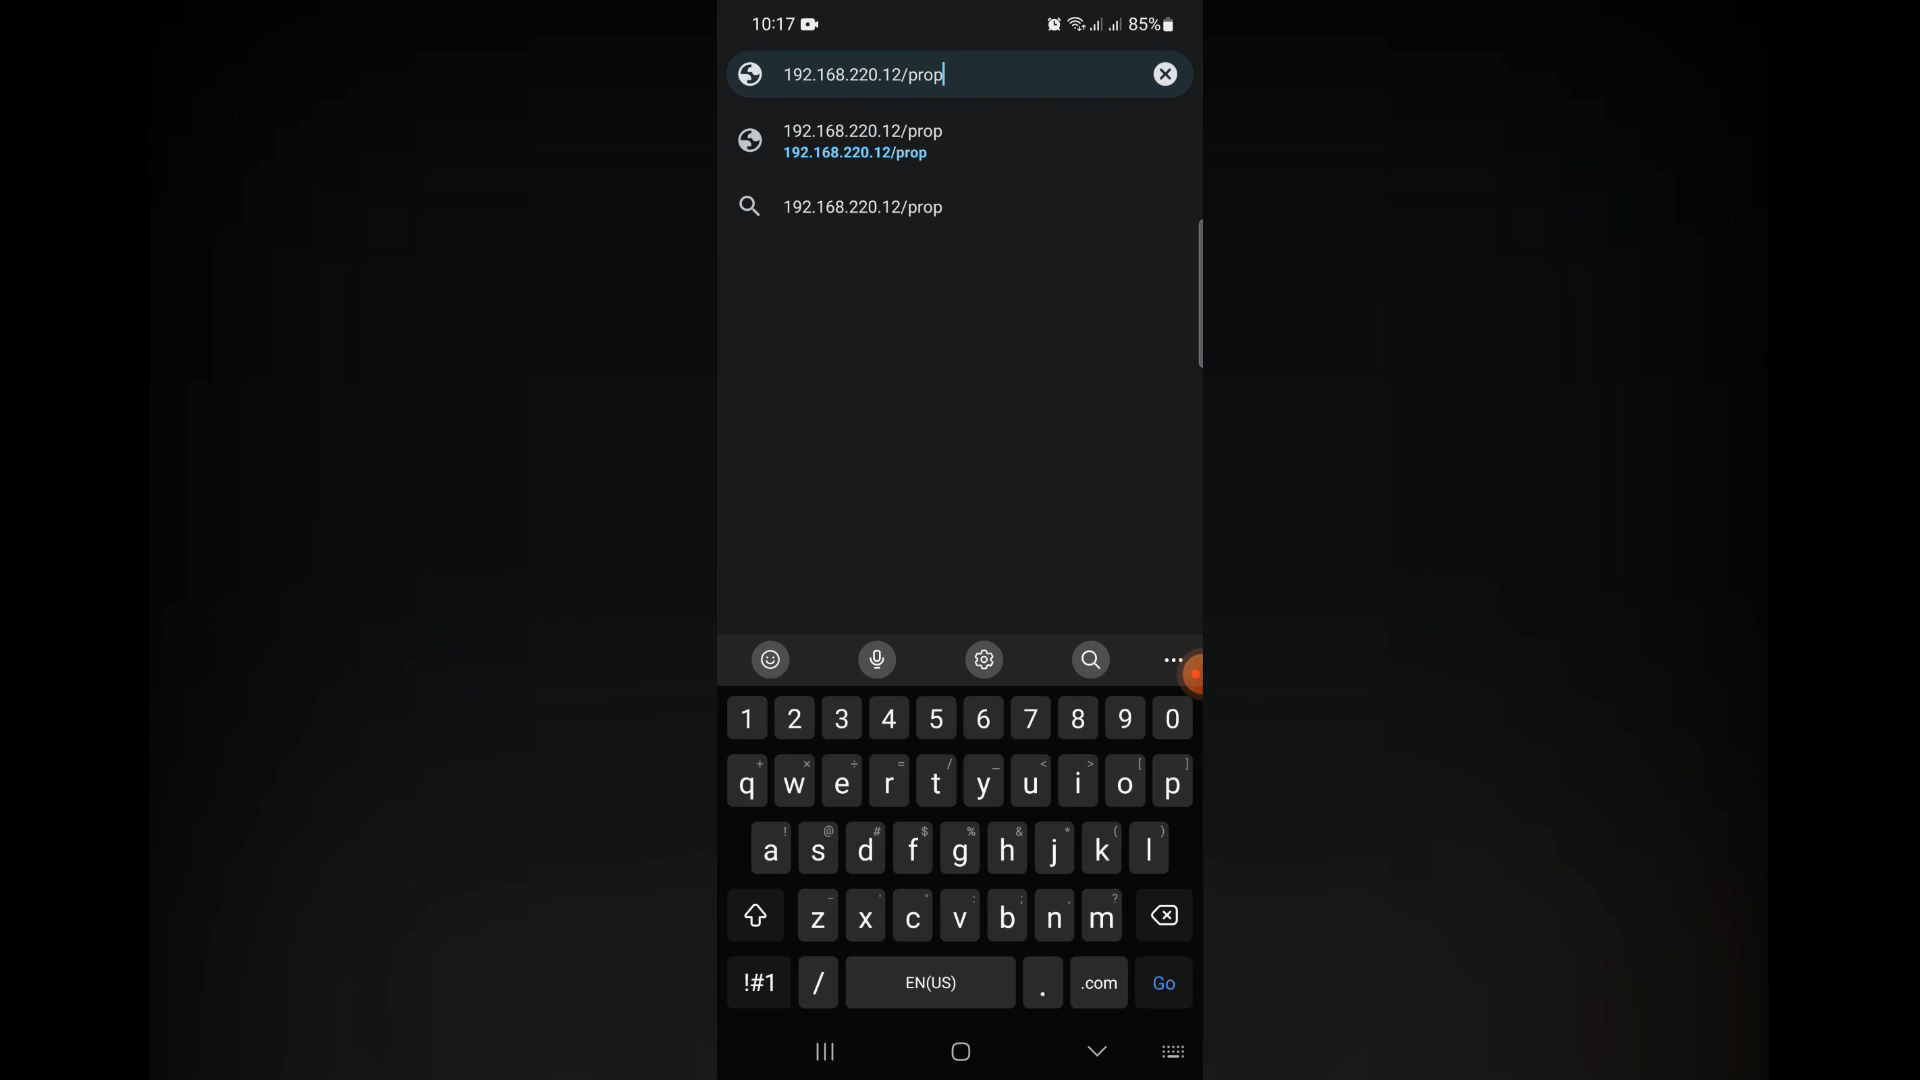 10:17 85%
192.168.220.12/prop
192.168.220.12/prop
192.168.220.12/prop
192.168.220.12/prop
1 2 3 4 5 6 7 8 9 0
+ × ÷ = / _ < > [ ]
q w e r t y u i o p
! @ # $ % & * ( )
a s d f g h j k l
- ' " : ; , ?
z x c v b n m
!#1 / EN(US) . .com Go